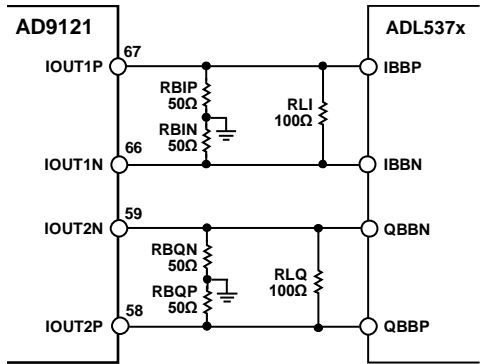 AD9121
ADL537x
67
IOUT1P
IBBP
RBIP
50Ω
RLI
100Ω
RBIN
50Ω
66
IOUT1N
IBBN
59
IOUT2N
QBBN
RBQN
50Ω
RLQ
100Ω
RBQP
50Ω
58
IOUT2P
QBBP